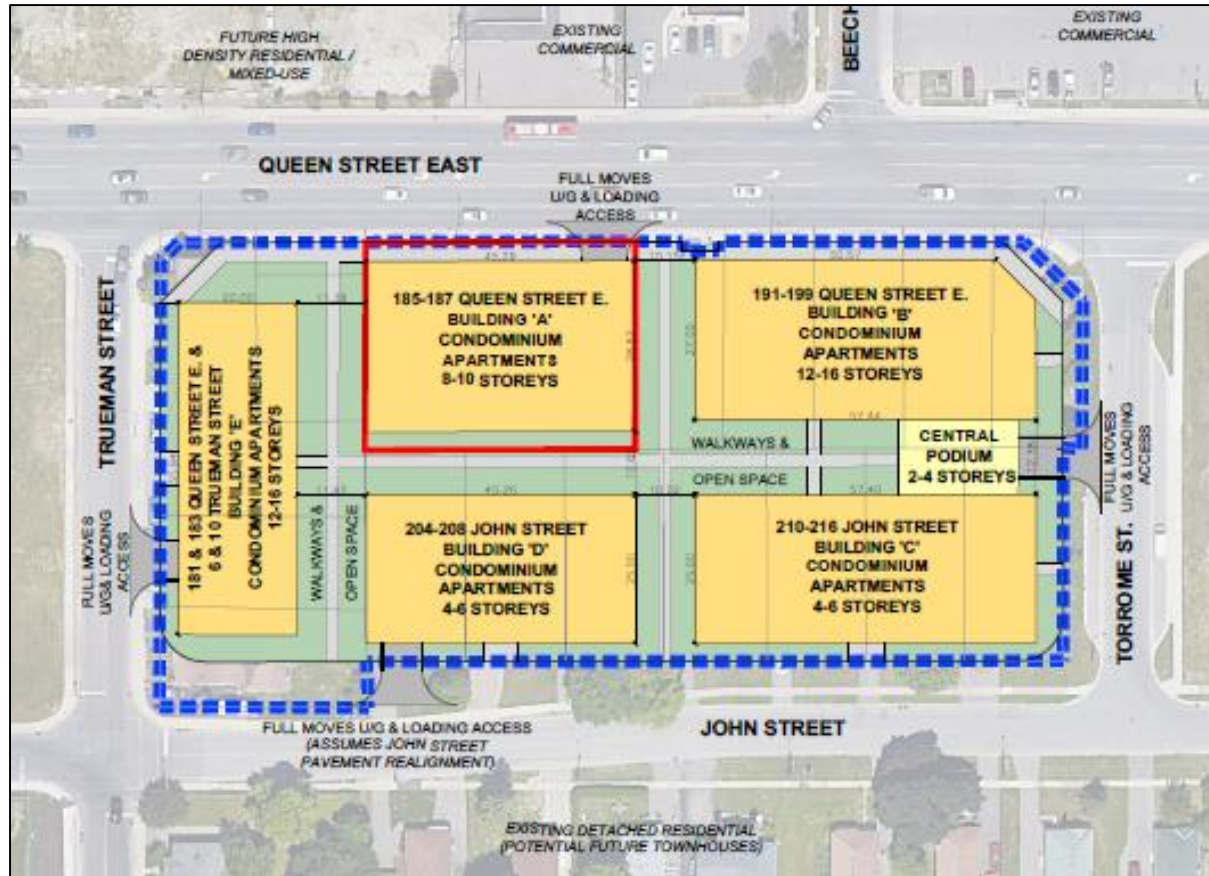 FUTURE HIGH
DENSITY RESIDENTIAL /
MIXED-USE
EXISTING
COMMERCIAL
BEECH
EXISTING
COMMERCIAL
QUEEN STREET EAST
FULL MOVES
U/G & LOADING
ACCESS
TRUEMAN STREET
FULL MOVES
U/G& LOADING
ACCESS
181 & 183 QUEEN STREET E. &
6 & 10 TRUEMAN STREET
BUILDING 'E'
CONDOMINIUM APARTMENTS
12-16 STOREYS
185-187 QUEEN STREET E.
BUILDING 'A'
CONDOMINIUM
APARTMENTS
8-10 STOREYS
191-199 QUEEN STREET E.
BUILDING 'B'
CONDOMINIUM
APARTMENTS
12-16 STOREYS
WALKWAYS &
OPEN SPACE
CENTRAL
PODIUM
2-4 STOREYS
FULL MOVES
U/G & LOADING
ACCESS
WALKWAYS &
OPEN SPACE
204-208 JOHN STREET
BUILDING 'D'
CONDOMINIUM
APARTMENTS
4-6 STOREYS
210-216 JOHN STREET
BUILDING 'C'
CONDOMINIUM
APARTMENTS
4-6 STOREYS
TORROME ST.
FULL MOVES U/G & LOADING ACCESS
(ASSUMES JOHN STREET
PAVEMENT REALIGNMENT)
JOHN STREET
EXISTING DETACHED RESIDENTIAL
(POTENTIAL FUTURE TOWNHOUSES)